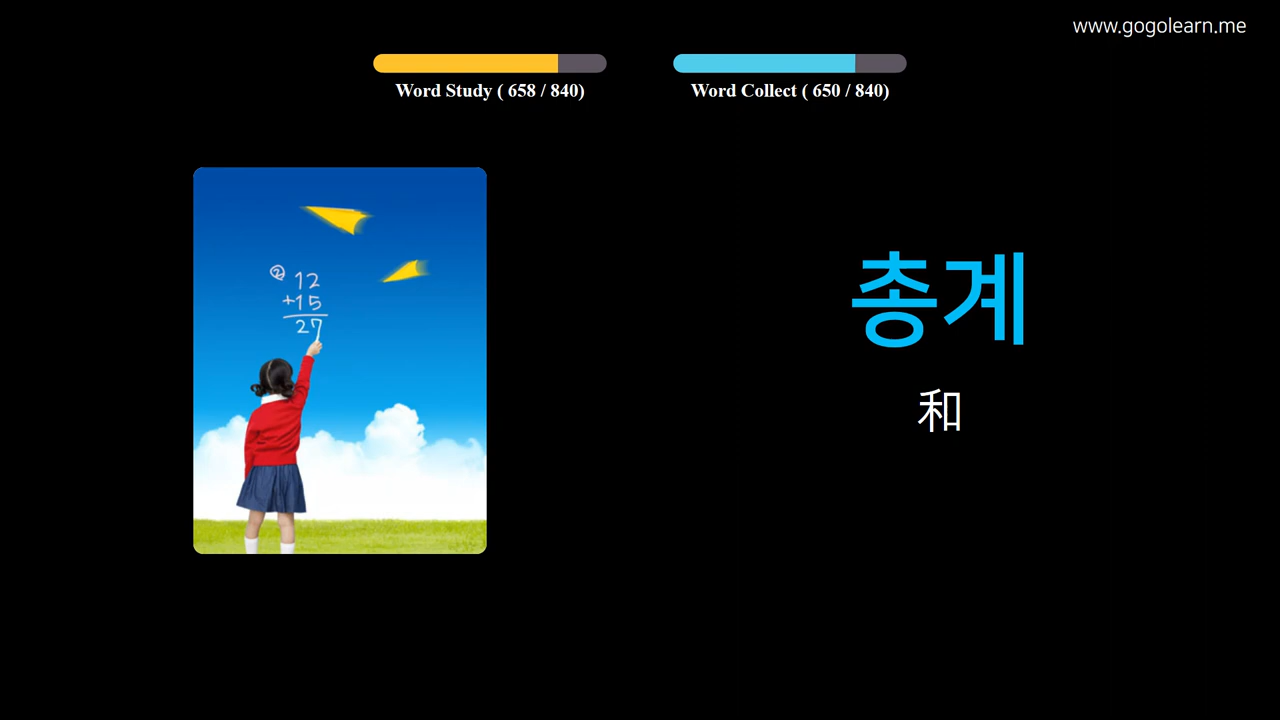 www.gogolearn.me
Word Study ( 658 / 840)
Word Collect ( 650 / 840)
② 12
+15
27
총계
和